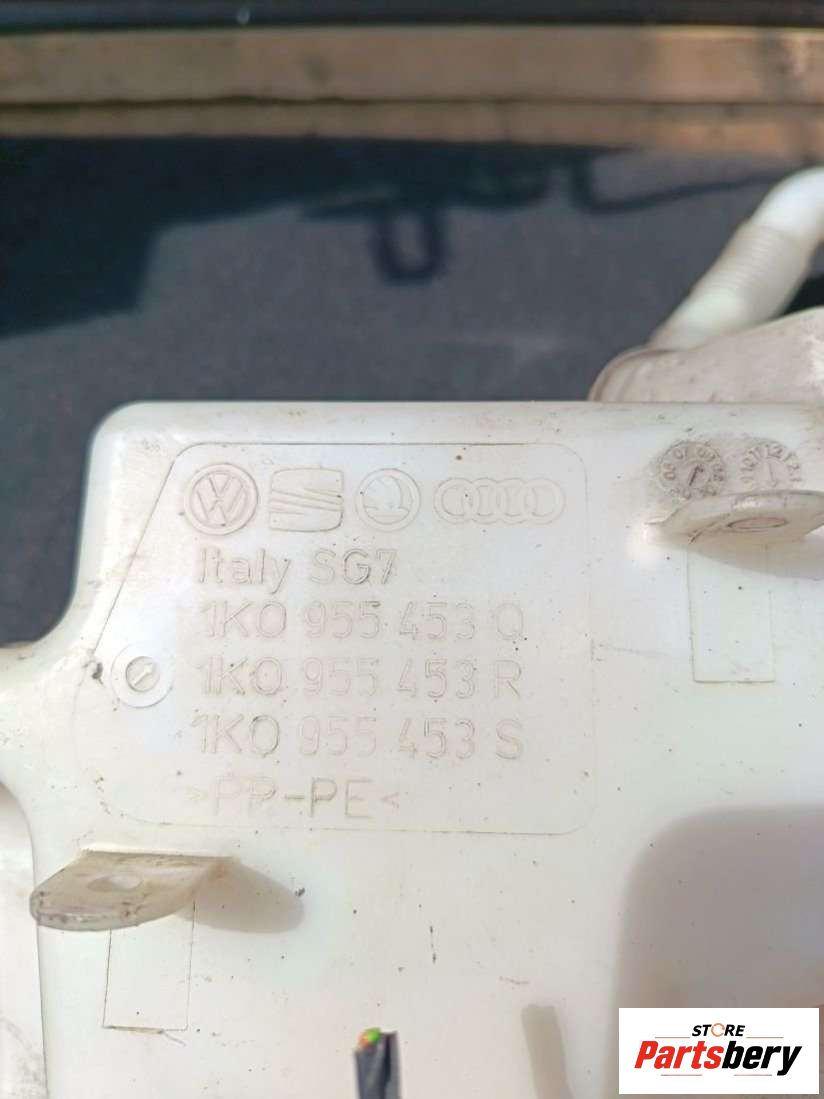 Italy SG7
1K0 955 453 Q
1K0 955 453 R
1K0 955 453 S
>PP-PE<
STORE
Partsbery